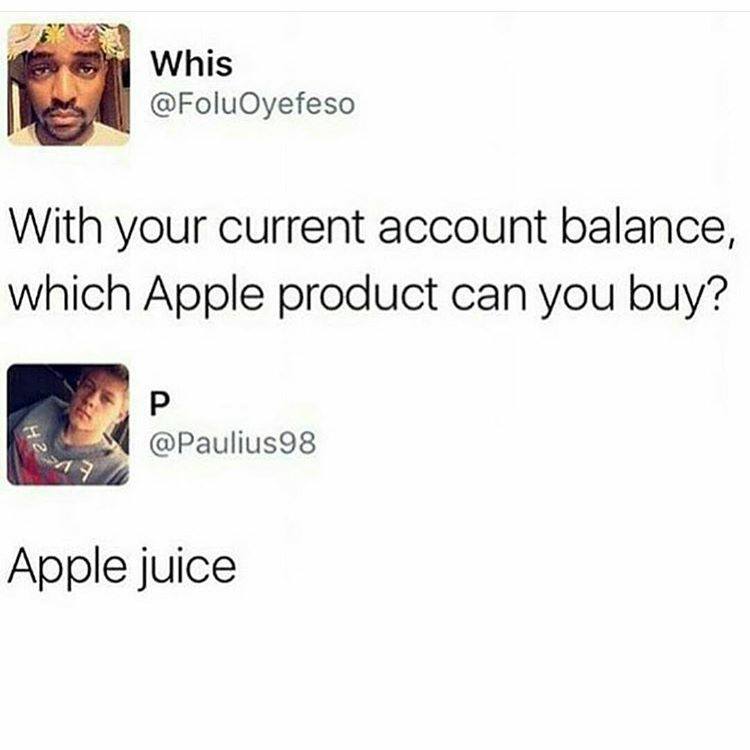 Whis
@FoluOyefeso
With your current account balance,
which Apple product can you buy?
P
@Paulius98
Apple juice